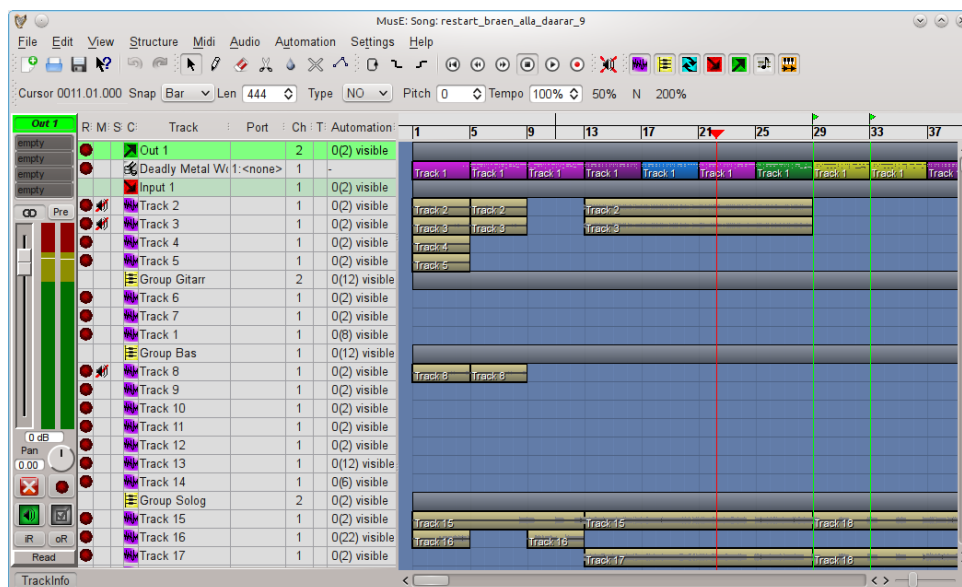 MusE: Song: restart_braen_alla_daarar_9
File Edit View Structure Midi Audio Automation Settings Help
Cursor 0011.01.000 Snap Bar Len 444 Type NO Pitch 0 Tempo 100% 50% N 200%
Out 1
empty
empty
empty
empty
Pre
0 dB
Pan
0.00
iR oR
Read
TrackInfo
R M S C Track Port Ch T Automation
Out 1 2 0(2) visible
Deadly Metal W 1:<none> 1 -
Input 1 1 0(2) visible
Track 2 1 0(2) visible
Track 3 1 0(2) visible
Track 4 1 0(2) visible
Track 5 1 0(2) visible
Group Gitarr 2 0(12) visible
Track 6 1 0(2) visible
Track 7 1 0(2) visible
Track 1 1 0(8) visible
Group Bas 1 0(12) visible
Track 8 1 0(2) visible
Track 9 1 0(2) visible
Track 10 1 0(2) visible
Track 11 1 0(2) visible
Track 12 1 0(2) visible
Track 13 1 0(12) visible
Track 14 1 0(6) visible
Group Solog 2 0(2) visible
Track 15 1 0(2) visible
Track 16 1 0(22) visible
Track 17 1 0(2) visible
1 5 9 13 17 21 25 29 33 37
Track 1 Track 1 Track 1 Track 1 Track 1 Track 1 Track 1 Track 1 Track 1 Track
Track 2 Track 2 Track 2
Track 3 Track 3 Track 3
Track 4
Track 5
Track 8 Track 8
Track 15 Track 15 Track 18
Track 16 Track 16
Track 17 Track 18